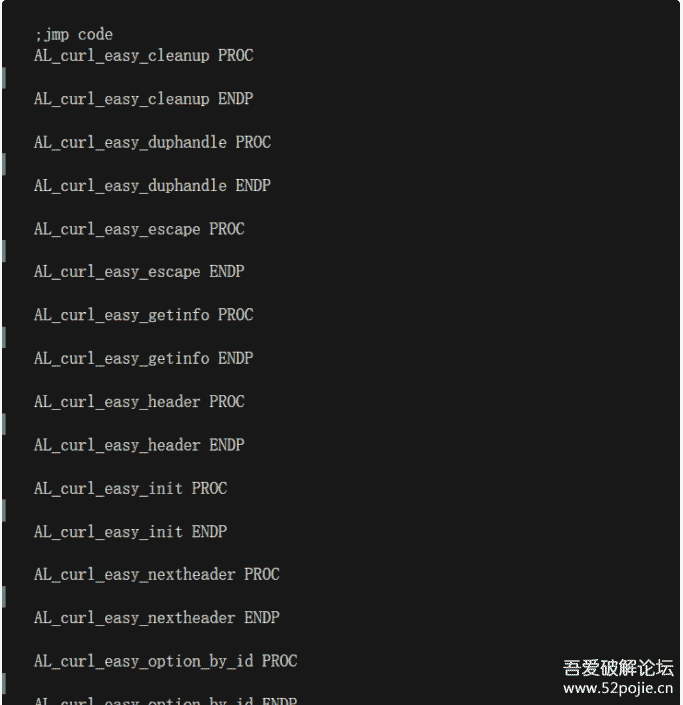 ;jmp code
AL_curl_easy_cleanup PROC
AL_curl_easy_cleanup ENDP
AL_curl_easy_duphandle PROC
AL_curl_easy_duphandle ENDP
AL_curl_easy_escape PROC
AL_curl_easy_escape ENDP
AL_curl_easy_getinfo PROC
AL_curl_easy_getinfo ENDP
AL_curl_easy_header PROC
AL_curl_easy_header ENDP
AL_curl_easy_init PROC
AL_curl_easy_init ENDP
AL_curl_easy_nextheader PROC
AL_curl_easy_nextheader ENDP
AL_curl_easy_option_by_id PROC
AL_curl_easy_option_by_id ENDP
吾爱破解论坛
www.52pojie.cn